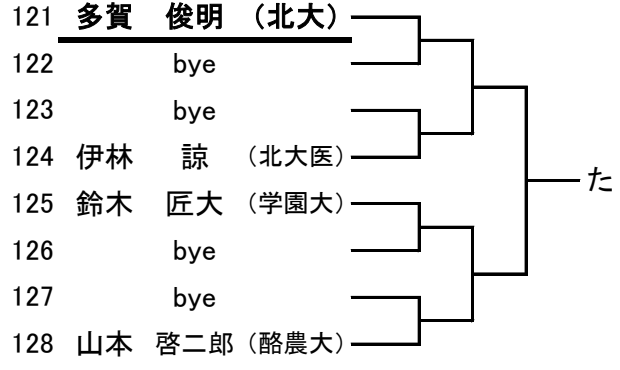 121 多賀 俊明 (北大)
122 bye
123 bye
124 伊林 諒 (北大医)
た
125 鈴木 匠大 (学園大)
126 bye
127 bye
128 山本 啓二郎 (酪農大)